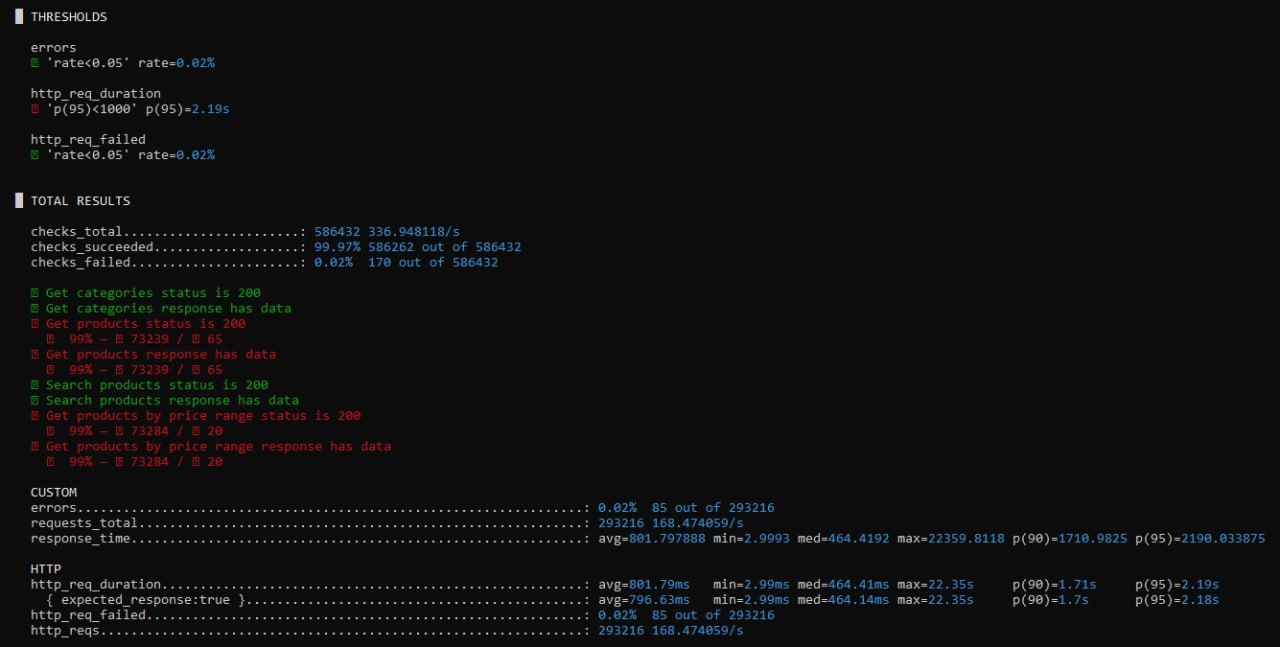 █ THRESHOLDS
errors
'rate<0.05' rate=0.02%
http_req_duration
'p(95)<1000' p(95)=2.19s
http_req_failed
'rate<0.05' rate=0.02%
█ TOTAL RESULTS
checks_total.......................: 586432 336.948118/s
checks_succeeded...................: 99.97% 586262 out of 586432
checks_failed......................: 0.02%  170 out of 586432
Get categories status is 200
Get categories response has data
Get products status is 200
99% — 73239 / 65
Get products response has data
99% — 73239 / 65
Search products status is 200
Search products response has data
Get products by price range status is 200
99% — 73284 / 20
Get products by price range response has data
99% — 73284 / 20
CUSTOM
errors..................................................................: 0.02%  85 out of 293216
requests_total..........................................................: 293216 168.474059/s
response_time...........................................................: avg=801.797888 min=2.9993 med=464.4192 max=22359.8118 p(90)=1710.9825 p(95)=2190.033875
HTTP
http_req_duration.......................................................: avg=801.79ms   min=2.99ms med=464.41ms max=22.35s     p(90)=1.71s     p(95)=2.19s
{ expected_response:true }............................................: avg=796.63ms   min=2.99ms med=464.14ms max=22.35s     p(90)=1.7s      p(95)=2.18s
http_req_failed.........................................................: 0.02%  85 out of 293216
http_reqs...............................................................: 293216 168.474059/s